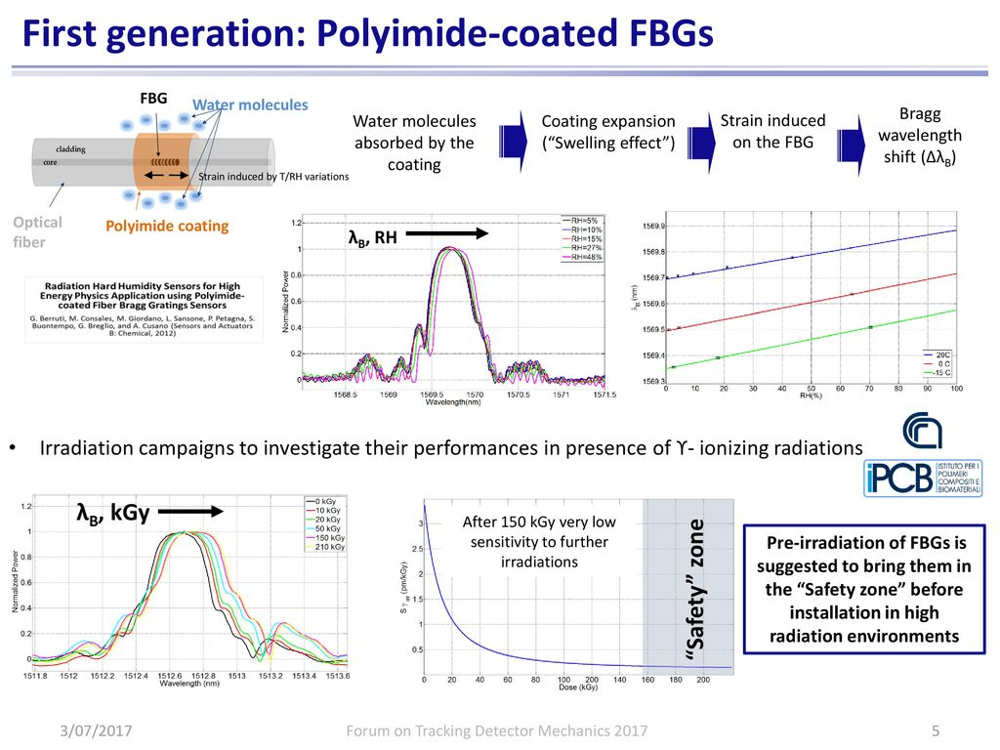 First generation: Polyimide-coated FBGs
FBG
Water molecules
cladding
core
Strain induced by T/RH variations
Optical
fiber
Polyimide coating
Water molecules
absorbed by the
coating
Coating expansion
(“Swelling effect”)
Strain induced
on the FBG
Bragg
wavelength
shift (ΔλB)
Radiation Hard Humidity Sensors for High
Energy Physics Application using Polyimide-
coated Fiber Bragg Gratings Sensors
G. Berruti, M. Consales, M. Giordano, L. Sansone, P. Petagna, S.
Buontempo, G. Breglio, and A. Cusano (Sensors and Actuators
B: Chemical, 2012)
λB, RH
RH=5%
RH=10%
RH=15%
RH=27%
RH=48%
Normalized Power
1.2
1
0.8
0.6
0.4
0.2
0
1568.5 1569 1569.5 1570 1570.5 1571 1571.5
Wavelength(nm)
λB (nm)
1569.9
1569.8
1569.7
1569.6
1569.5
1569.4
1569.3
20C
0 C
-15 C
0 10 20 30 40 50 60 70 80 90 100
RH(%)
• Irradiation campaigns to investigate their performances in presence of ϒ- ionizing radiations
iPCB
ISTITUTO PER I
POLIMERI
COMPOSITI E
BIOMATERIALI
λB, kGy
0 kGy
10 kGy
20 kGy
50 kGy
150 kGy
210 kGy
Normalized Power
1.2
1
0.8
0.6
0.4
0.2
0
1511.8 1512 1512.2 1512.4 1512.6 1512.8 1513 1513.2 1513.4 1513.6
Wavelength (nm)
After 150 kGy very low
sensitivity to further
irradiations
“Safety” zone
S γ irr (pm/kGy)
3
2.5
2
1.5
1
0.5
0 20 40 60 80 100 120 140 160 180 200
Dose (kGy)
Pre-irradiation of FBGs is
suggested to bring them in
the “Safety zone” before
installation in high
radiation environments
3/07/2017
Forum on Tracking Detector Mechanics 2017
5